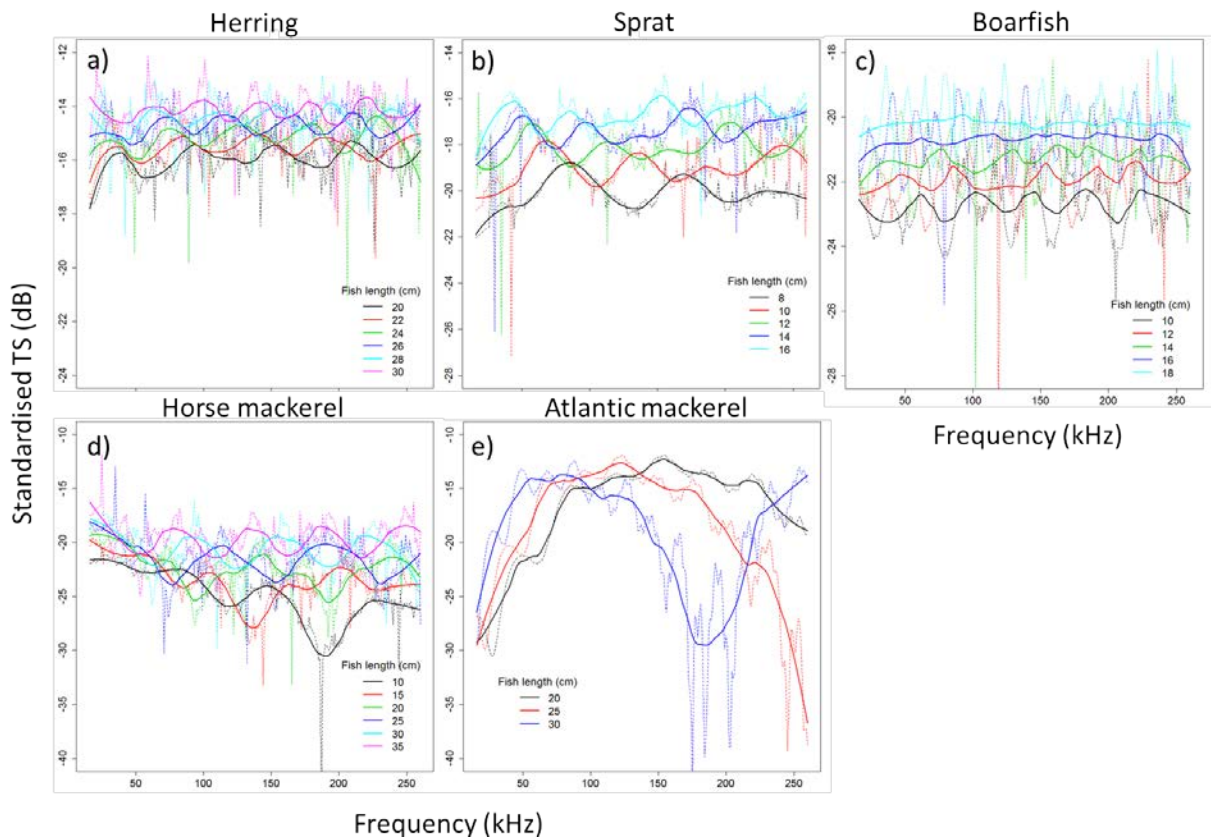 Herring
Sprat
Boarfish
a)
-12
-14
-16
-18
-20
-22
-24
Fish length (cm)
20
22
24
26
28
30
b)
-14
-16
-18
-20
-22
-24
-26
-28
Fish length (cm)
8
10
12
14
16
c)
-18
-20
-22
-24
-26
-28
Fish length (cm)
10
12
14
16
18
50 100 150 200 250
Standardised TS (dB)
Horse mackerel
Atlantic mackerel
Frequency (kHz)
d)
-10
-15
-20
-25
-30
-35
-40
Fish length (cm)
10
15
20
25
30
35
50 100 150 200 250
e)
-10
-15
-20
-25
-30
-35
-40
Fish length (cm)
20
25
30
50 100 150 200 250
Frequency (kHz)